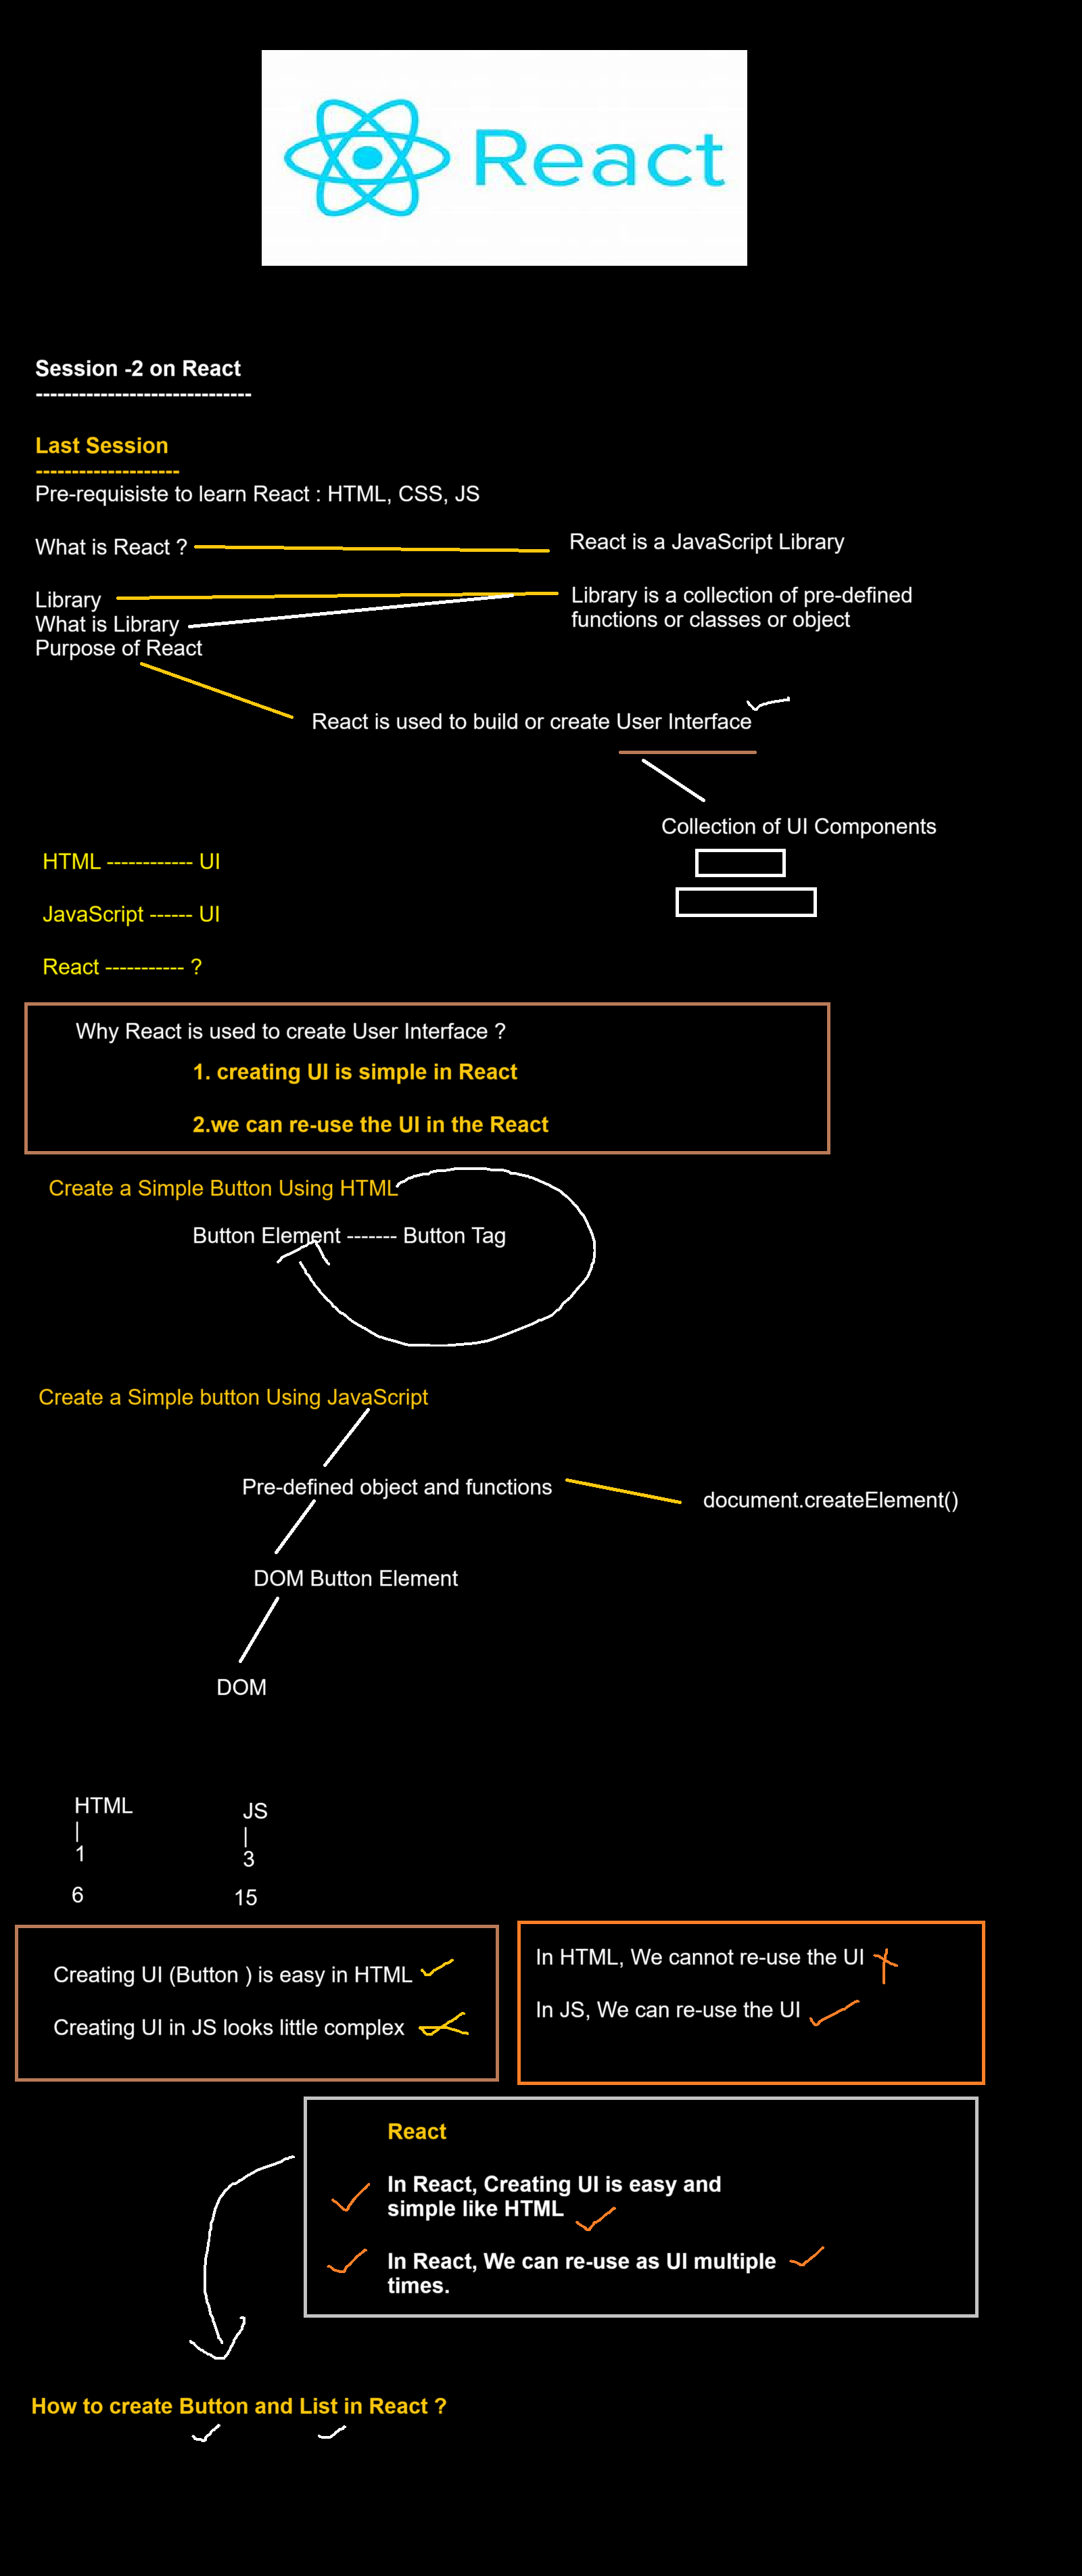 React
Session -2 on React
------------------------------
Last Session
--------------------
Pre-requisiste to learn React : HTML, CSS, JS
What is React ?
React is a JavaScript Library
Library
What is Library
Purpose of React
Library is a collection of pre-defined
functions or classes or object
React is used to build or create User Interface
Collection of UI Components
HTML ------------ UI
JavaScript ------ UI
React ----------- ?
Why React is used to create User Interface ?
1. creating UI is simple in React
2.we can re-use the UI in the React
Create a Simple Button Using HTML
Button Element ------- Button Tag
Create a Simple button Using JavaScript
Pre-defined object and functions
document.createElement()
DOM Button Element
DOM
HTML
|
1
6
JS
|
3
15
Creating UI (Button ) is easy in HTML
Creating UI in JS looks little complex
In HTML, We cannot re-use the UI
In JS, We can re-use the UI
React
In React, Creating UI is easy and
simple like HTML
In React, We can re-use as UI multiple
times.
How to create Button and List in React ?